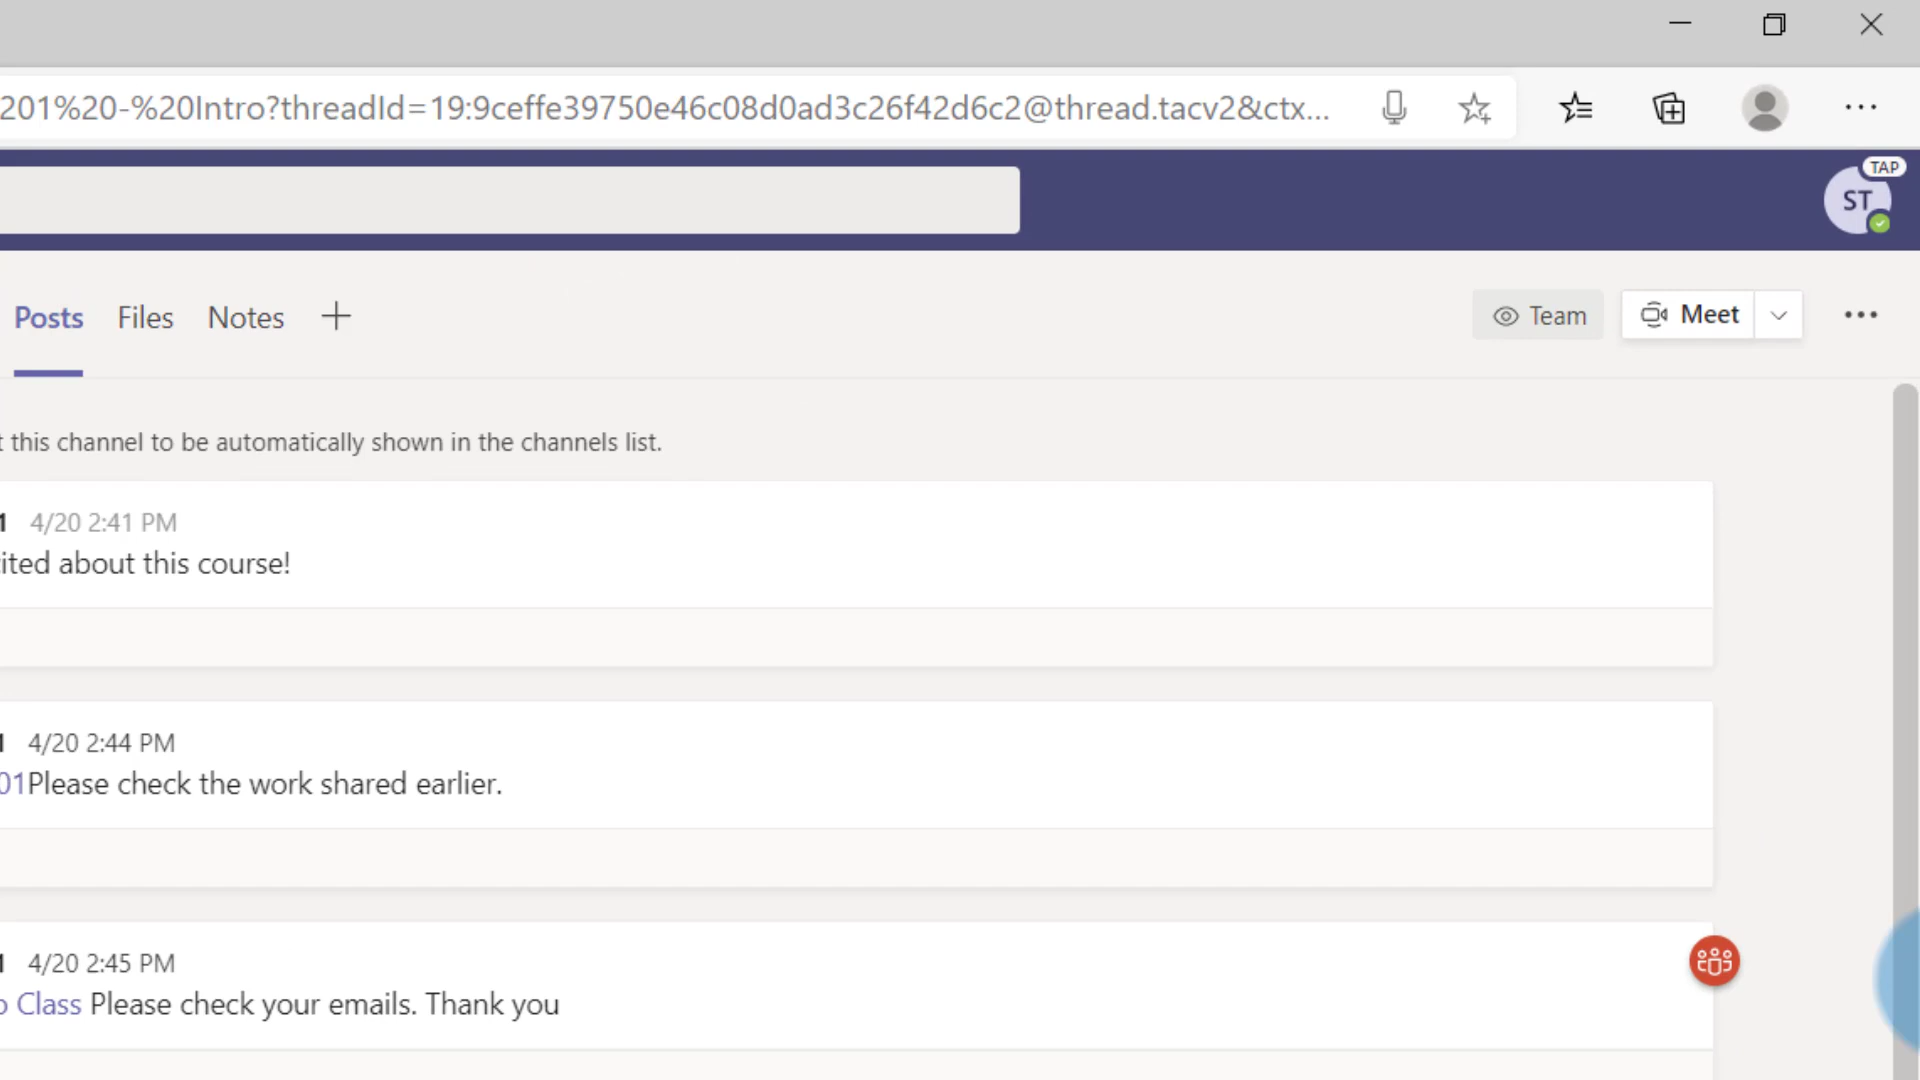 201%20-%20Intro?threadId=19:9ceffe39750e46c08d0ad3c26f42d6c2@thread.tacv2&ctx...
TAP
ST
Posts Files Notes
Team Meet
this channel to be automatically shown in the channels list.
1 4/20 2:41 PM
ited about this course!
4/20 2:44 PM
01Please check the work shared earlier.
4/20 2:45 PM
o Class Please check your emails. Thank you